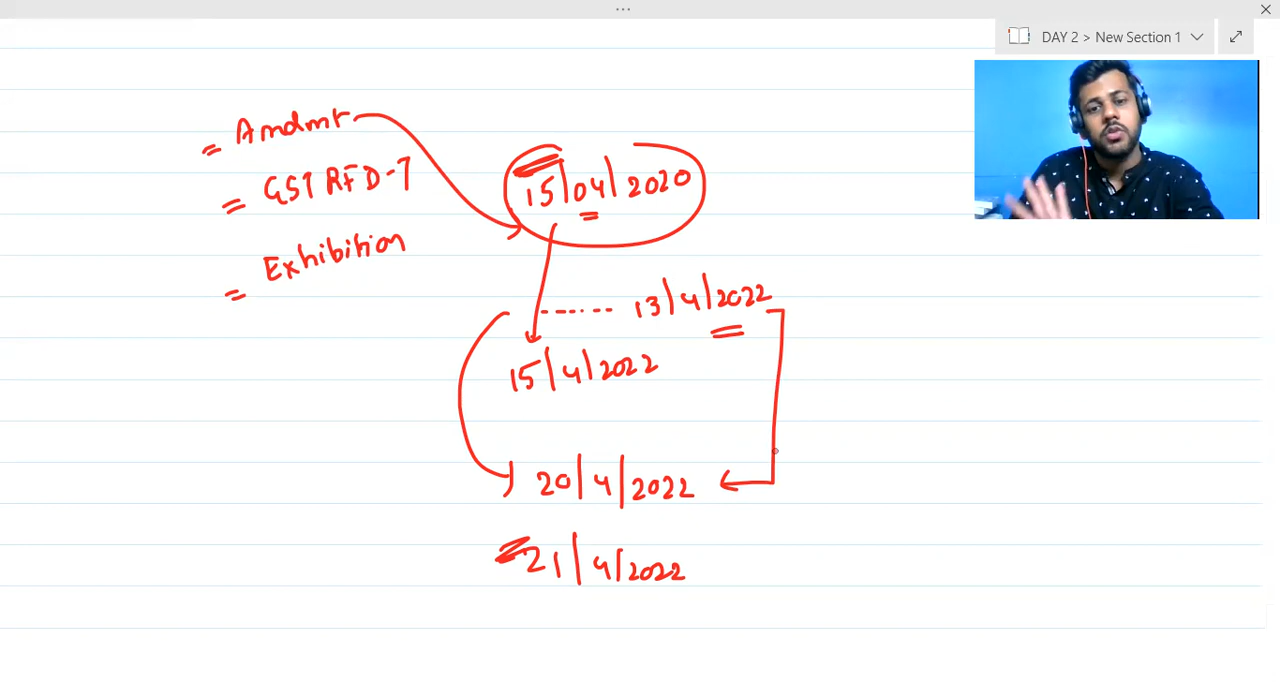 DAY 2 > New Section 1
= Amdmt
= GST RFD-7
= Exhibition
15/04/2020
13/4/2022
15/4/2022
20/4/2022
21/4/2022